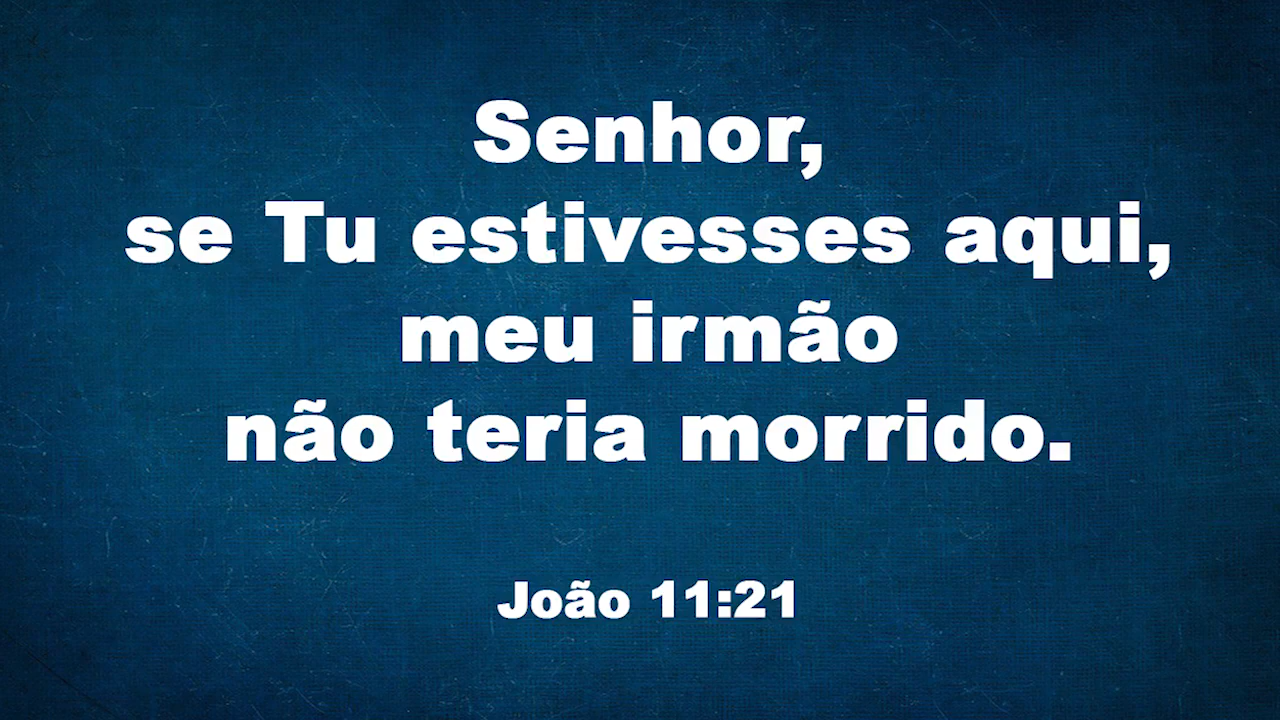 Senhor,
se Tu estivesses aqui,
meu irmão
não teria morrido.
João 11:21